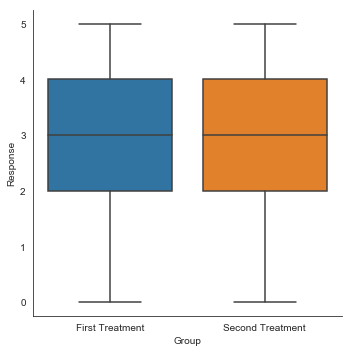 5
4
3
2
1
0
Response
First Treatment
Second Treatment
Group